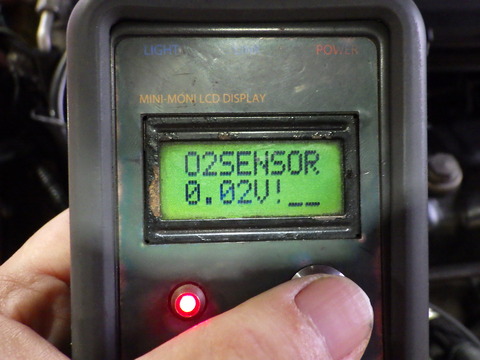 LIGHT POWER
MINI-MONI LCD DISPLAY
O2SENSOR
0.02V!__